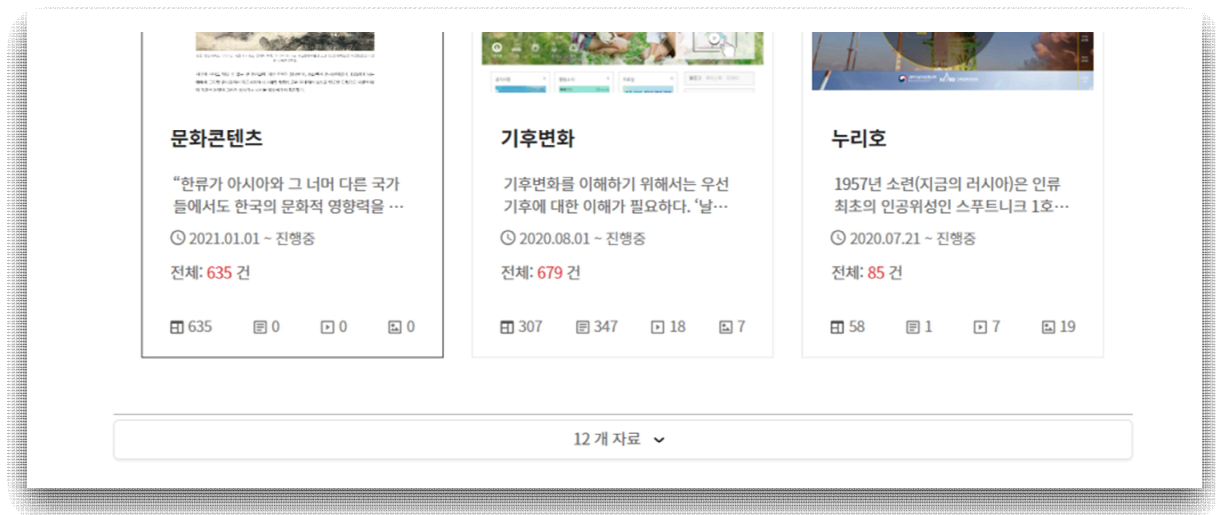 문화콘텐츠
“한류가 아시아와 그 너머 다른 국가
들에서도 한국의 문화적 영향력을 …
2021.01.01 ~ 진행중
전체: 635 건
635 0 0 0
기후변화
기후변화를 이해하기 위해서는 우선
기후에 대한 이해가 필요하다. ‘날…
2020.08.01 ~ 진행중
전체: 679 건
307 347 18 7
누리호
1957년 소련(지금의 러시아)은 인류
최초의 인공위성인 스푸트니크 1호…
2020.07.21 ~ 진행중
전체: 85 건
58 1 7 19
12 개 자료